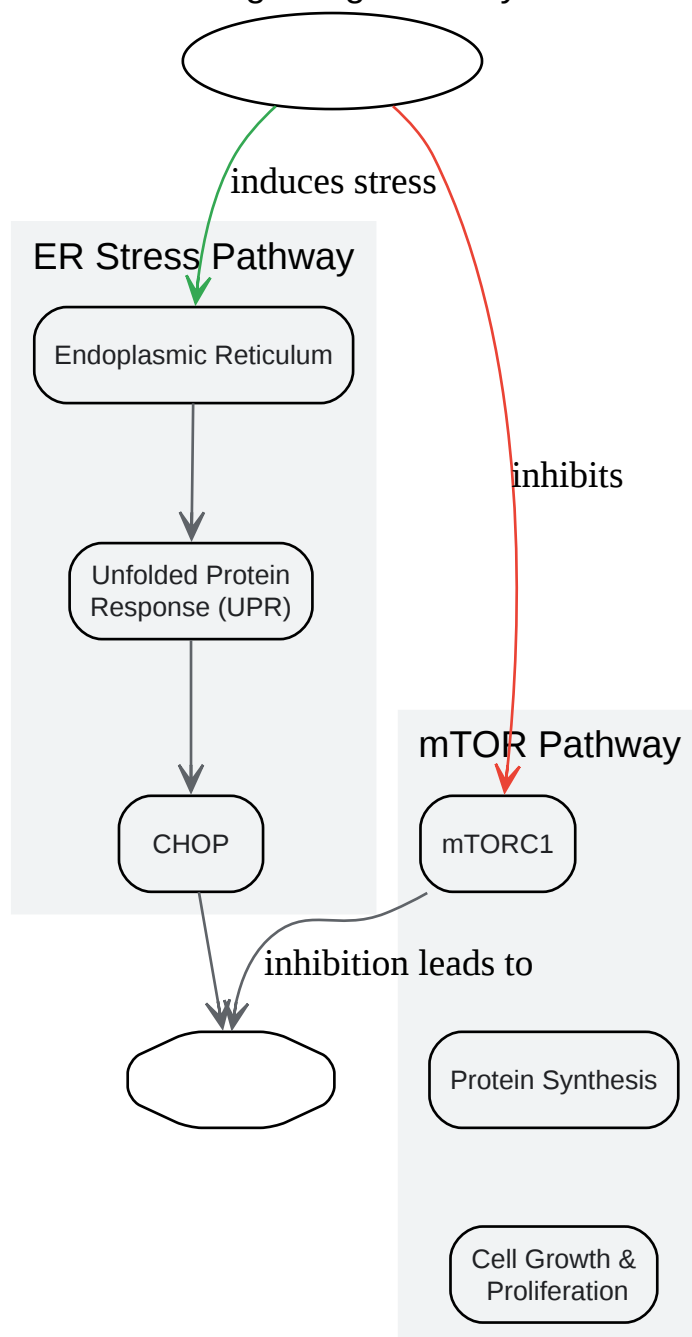 induces stress
ER Stress Pathway
Endoplasmic Reticulum
inhibits
Unfolded Protein
Response (UPR)
mTOR Pathway
CHOP
mTORC1
inhibition leads to
Protein Synthesis
Cell Growth &
Proliferation